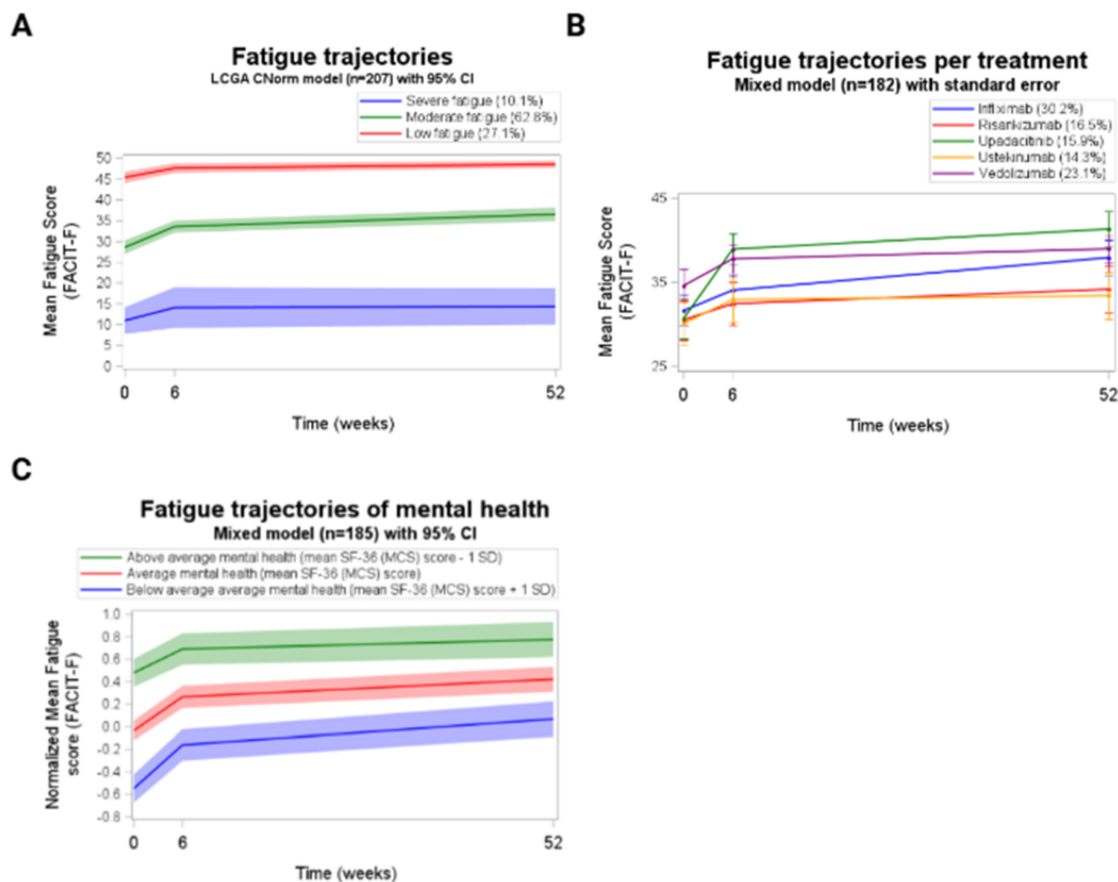 A
Fatigue trajectories
LCGA CNorm model (n=207) with 95% CI
Severe fatigue (10.1%)
Moderate fatigue (62.8%)
Low fatigue (27.1%)
Mean Fatigue Score
(FACIT-F)
50
45
40
35
30
25
20
15
10
5
0
0
6
52
Time (weeks)
B
Fatigue trajectories per treatment
Mixed model (n=182) with standard error
Infliximab (30.2%)
Risankizumab (16.5%)
Upadacitinib (15.9%)
Ustekinumab (14.3%)
Vedolizumab (23.1%)
Mean Fatigue Score
(FACIT-F)
45
35
25
0
6
52
Time (weeks)
C
Fatigue trajectories of mental health
Mixed model (n=185) with 95% CI
Above average mental health (mean SF-36 (MCS) score - 1 SD)
Average mental health (mean SF-36 (MCS) score)
Below average average mental health (mean SF-36 (MCS) score + 1 SD)
Normalized Mean Fatigue
score (FACIT-F)
1.0
0.8
0.6
0.4
0.2
0.0
-0.2
-0.4
-0.6
-0.8
0
6
52
Time (weeks)